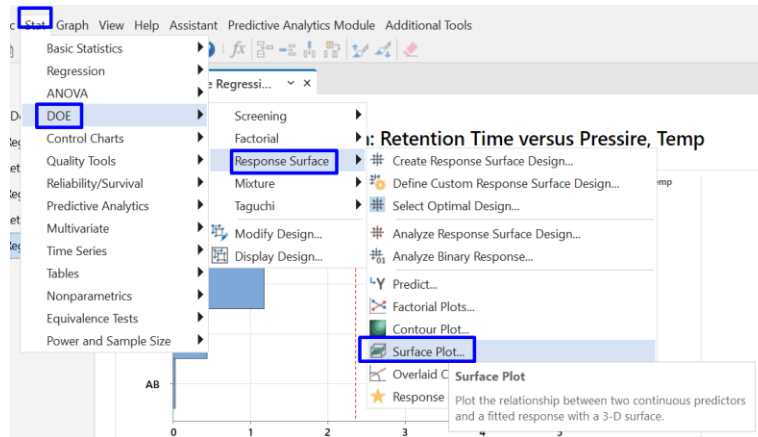 Stat Graph View Help Assistant Predictive Analytics Module Additional Tools
Basic Statistics
Regression
ANOVA
DOE
Control Charts
Quality Tools
Reliability/Survival
Predictive Analytics
Multivariate
Time Series
Tables
Nonparametrics
Equivalence Tests
Power and Sample Size
e Regressi...
Screening
Factorial
Response Surface
Mixture
Taguchi
Modify Design...
Display Design...
: Retention Time versus Pressire, Temp
Create Response Surface Design...
Define Custom Response Surface Design...
Select Optimal Design...
Analyze Response Surface Design...
Analyze Binary Response...
Predict...
Factorial Plots...
Contour Plot...
Surface Plot...
Overlaid C
Response
Surface Plot
Plot the relationship between two continuous predictors
and a fitted response with a 3-D surface.
AB
0 1 2 3 4 5